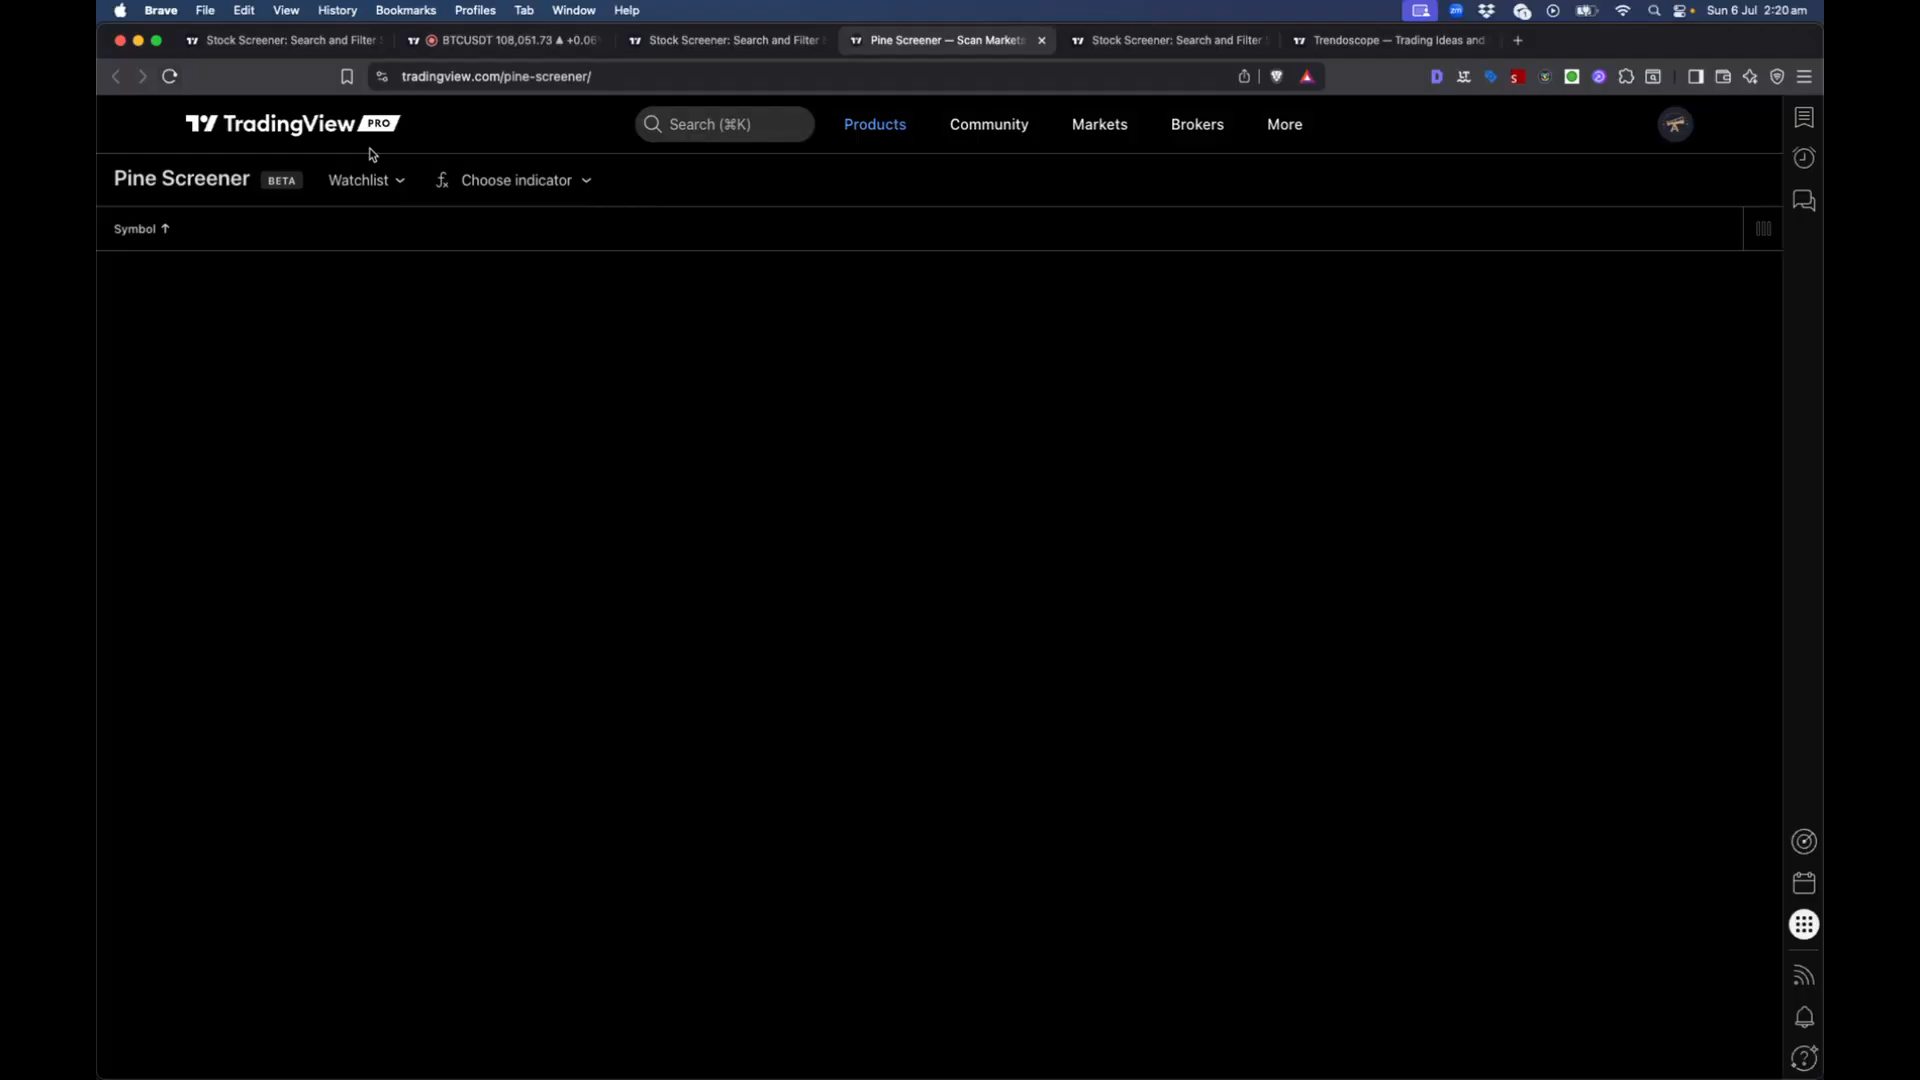 Brave File Edit View History Bookmarks Profiles Tab Window Help zm Sun 6 Jul 2:20am
Stock Screener: Search and Filter BTCUSDT 108,051.73 ▲ +0.06 Stock Screener: Search and Filter Pine Screener — Scan Markets Stock Screener: Search and Filter Trendoscope — Trading Ideas and
tradingview.com/pine-screener/
TradingView PRO Search (⌘K) Products Community Markets Brokers More
Pine Screener BETA Watchlist Choose indicator
Symbol ↑